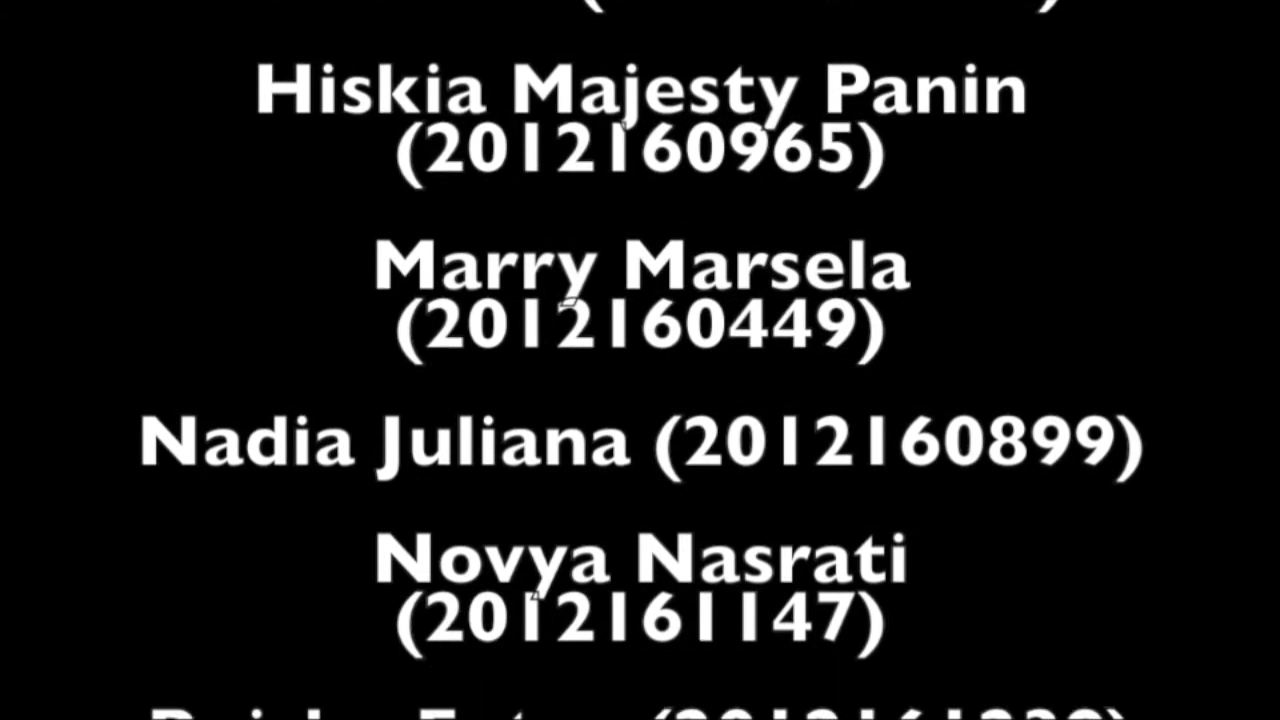 Hiskia Majesty Panin
(2012160965)
Marry Marsela
(2012160449)
Nadia Juliana (2012160899)
Novya Nasrati
(2012161147)